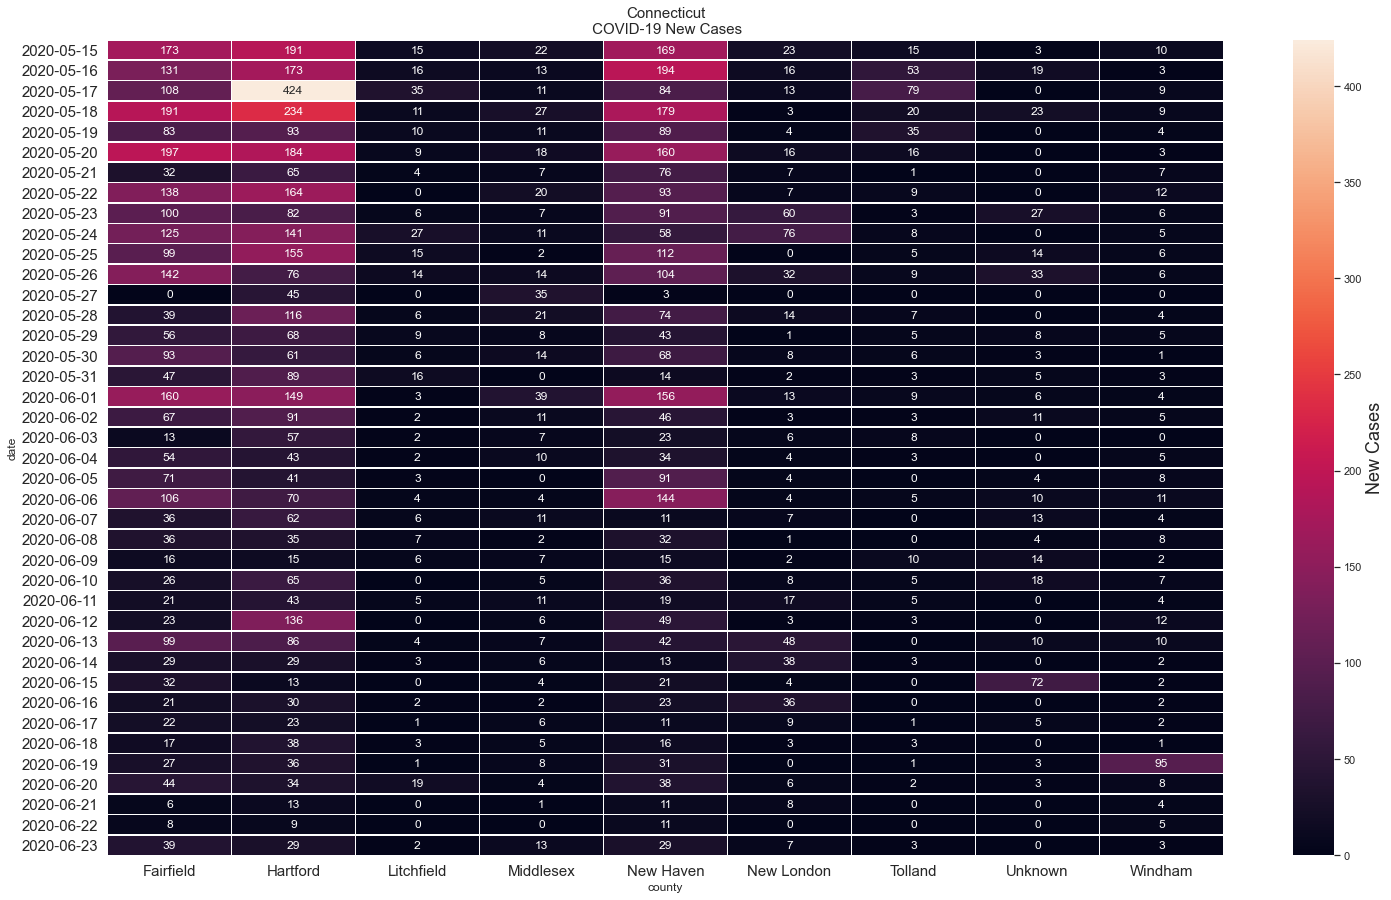 Connecticut
COVID-19 New Cases
2020-05-15 173 191 15 22 169 23 15 3 10
2020-05-16 131 173 16 13 194 16 53 19 3
2020-05-17 108 424 35 11 84 13 79 0 9
2020-05-18 191 234 11 27 179 3 20 23 9
2020-05-19 83 93 10 11 89 4 35 0 4
2020-05-20 197 184 9 18 160 16 16 0 3
2020-05-21 32 65 4 7 76 7 1 0 7
2020-05-22 138 164 0 20 93 7 9 0 12
2020-05-23 100 82 6 7 91 60 3 27 6
2020-05-24 125 141 27 11 58 76 8 0 5
2020-05-25 99 155 15 2 112 0 5 14 6
2020-05-26 142 76 14 14 104 32 9 33 6
2020-05-27 0 45 0 35 3 0 0 0 0
2020-05-28 39 116 6 21 74 14 7 0 4
2020-05-29 56 68 9 8 43 1 5 8 5
2020-05-30 93 61 6 14 68 8 6 3 1
2020-05-31 47 89 16 0 14 2 3 5 3
2020-06-01 160 149 3 39 156 13 9 6 4
2020-06-02 67 91 2 11 46 3 3 11 5
2020-06-03 13 57 2 7 23 6 8 0 0
2020-06-04 54 43 2 10 34 4 3 0 5
2020-06-05 71 41 3 0 91 4 0 4 8
2020-06-06 106 70 4 4 144 4 5 10 11
2020-06-07 36 62 6 11 11 7 0 13 4
2020-06-08 36 35 7 2 32 1 0 4 8
2020-06-09 16 15 6 7 15 2 10 14 2
2020-06-10 26 65 0 5 36 8 5 18 7
2020-06-11 21 43 5 11 19 17 5 0 4
2020-06-12 23 136 0 6 49 3 3 0 12
2020-06-13 99 86 4 7 42 48 0 10 10
2020-06-14 29 29 3 6 13 38 3 0 2
2020-06-15 32 13 0 4 21 4 0 72 2
2020-06-16 21 30 2 2 23 36 0 0 2
2020-06-17 22 23 1 6 11 9 1 5 2
2020-06-18 17 38 3 5 16 3 3 0 1
2020-06-19 27 36 1 8 31 0 1 3 95
2020-06-20 44 34 19 4 38 6 2 3 8
2020-06-21 6 13 0 1 11 8 0 0 4
2020-06-22 8 9 0 0 11 0 0 0 5
2020-06-23 39 29 2 13 29 7 3 0 3
Fairfield Hartford Litchfield Middlesex New Haven New London Tolland Unknown Windham
county
date
400
350
300
250
200
150
100
50
0
New Cases